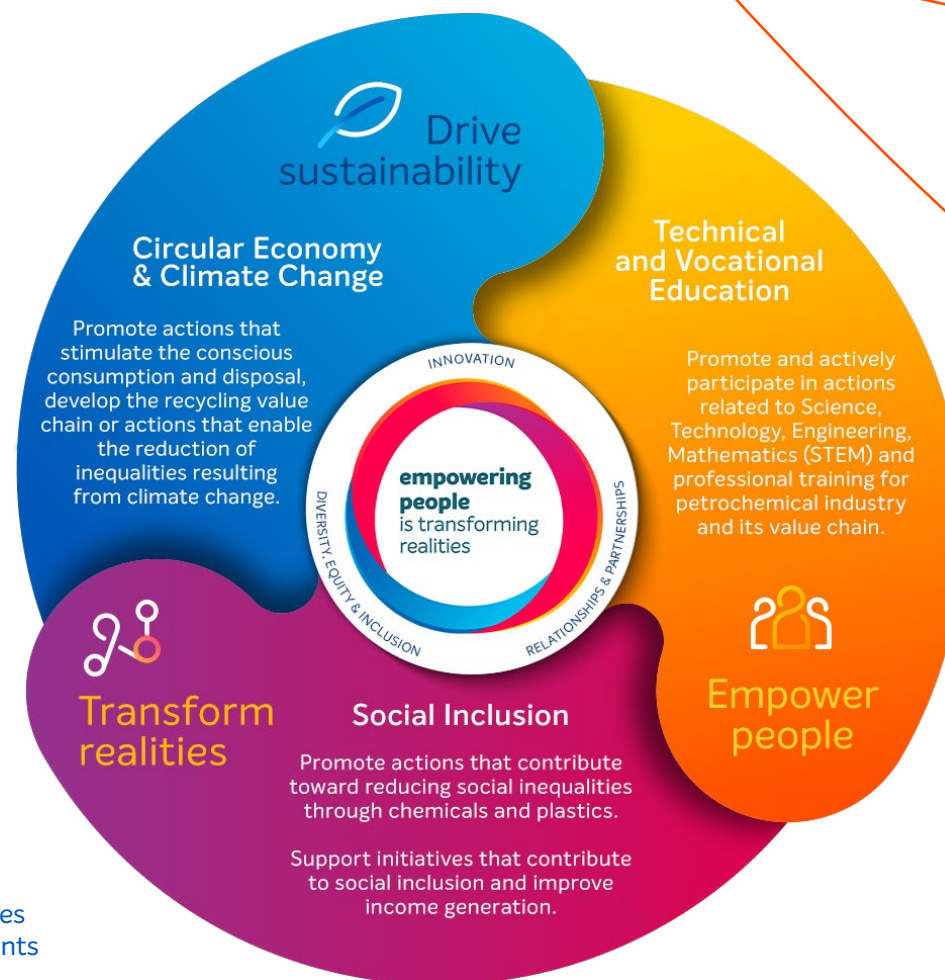 Drive
sustainability
Circular Economy
& Climate Change
Promote actions that
stimulate the conscious
consumption and disposal,
develop the recycling value
chain or actions that enable
the reduction of
inequalities resulting
from climate change.
Technical
and Vocational
Education
Promote and actively
participate in actions
related to Science,
Technology, Engineering,
Mathematics (STEM) and
professional training for
petrochemical industry
and its value chain.
Empower
people
INNOVATION
DIVERSITY, EQUITY & INCLUSION
RELATIONSHIPS & PARTNERSHIPS
empowering
people
is transforming
realities
Transform
realities
Social Inclusion
Promote actions that contribute
toward reducing social inequalities
through chemicals and plastics.
Support initiatives that contribute
to social inclusion and improve
income generation.